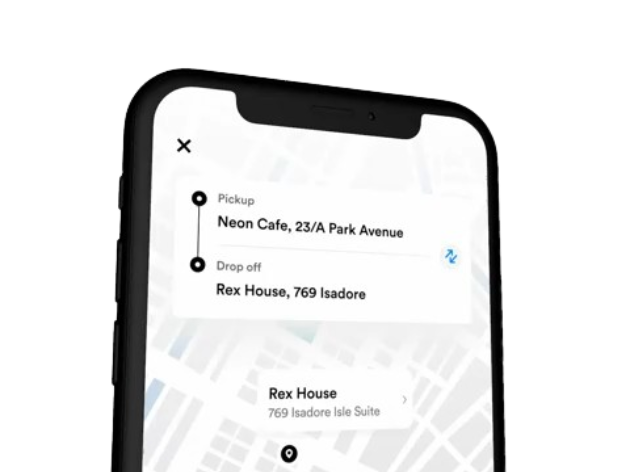 Pickup
Neon Cafe, 23/A Park Avenue
Drop off
Rex House, 769 Isadore
Rex House
769 Isadore Isle Suite